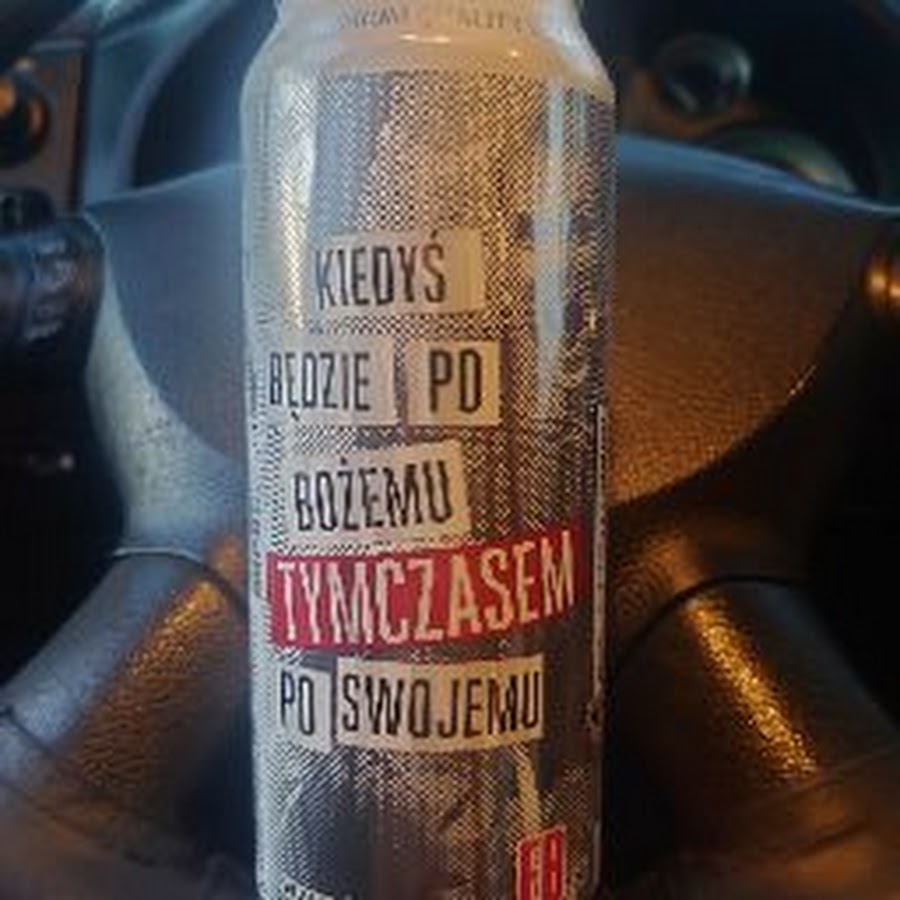 KIEDYŚ
BĘDZIE PO
BOŻEMU
TYMCZASEM
PO SWOJEMU